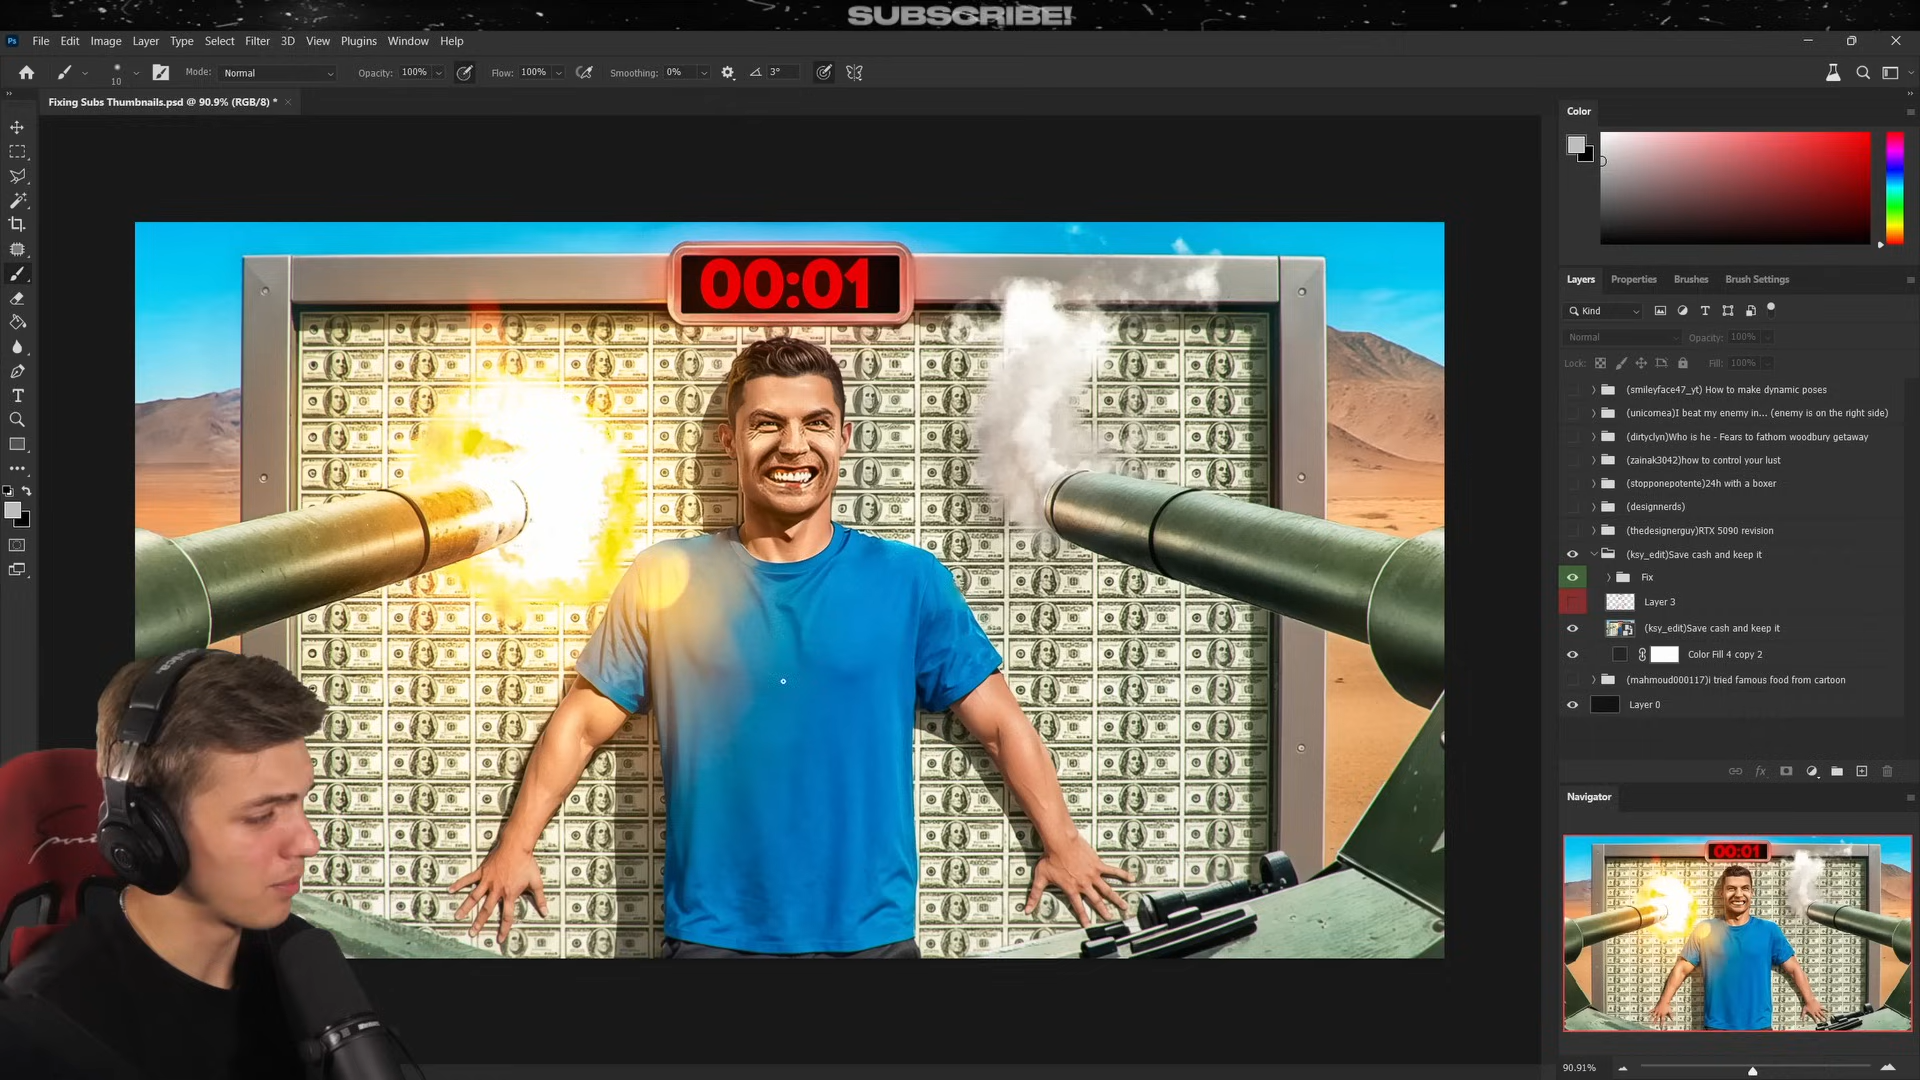 SUBSCRIBE!
Ps File Edit Image Layer Type Select Filter 3D View Plugins Window Help
10 Mode: Normal Opacity: 100% Flow: 100% Smoothing: 0% 3°
Fixing Subs Thumbnails.psd @ 90.9% (RGB/8) *
Color
00:01
Layers Properties Brushes Brush Settings
Kind
Normal Opacity: 100%
Lock: Fill: 100%
(smileyface47_yt) How to make dynamic poses
(unicornea)I beat my enemy in... (enemy is on the right side)
(dirtyclyn)Who is he - Fears to fathom woodbury getaway
(zainak3042)how to control your lust
(stopponepotente)24h with a boxer
(designnerds)
(thedesignerguy)RTX 5090 revision
(ksy_edit)Save cash and keep it
Fix
Layer 3
(ksy_edit)Save cash and keep it
Color Fill 4 copy 2
(mahmoud000117)i tried famous food from cartoon
Layer 0
fx
Navigator
00:01
90.91%